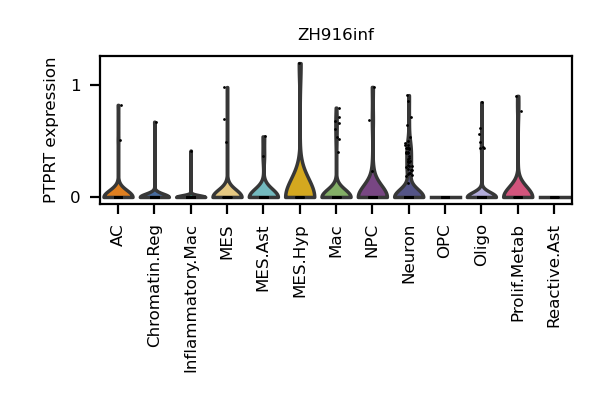 ZH916inf
PTPRT expression
1
0
AC
Chromatin.Reg
Inflammatory.Mac
MES
MES.Ast
MES.Hyp
Mac
NPC
Neuron
OPC
Oligo
Prolif.Metab
Reactive.Ast